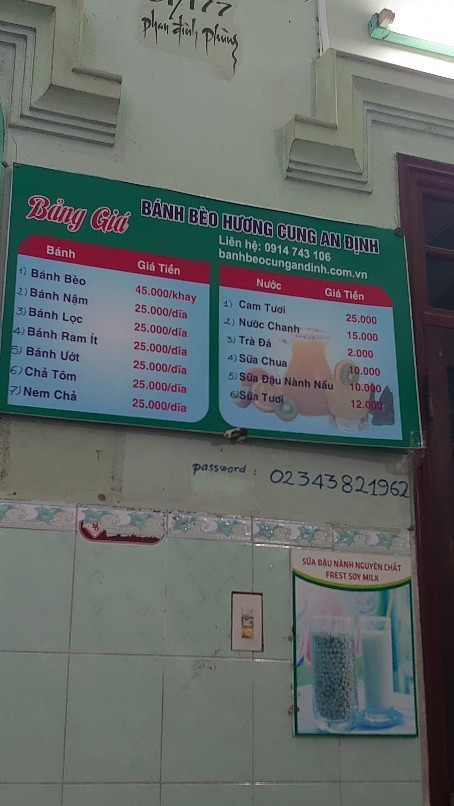 phan đình phùng
Bảng Giá
BÁNH BÈO HƯƠNG CUNG AN ĐỊNH
Liên hệ: 0914 743 106
banhbeocungandinh.com.vn
Bánh Giá Tiền
1) Bánh Bèo 45.000/khay
2) Bánh Nậm 25.000/dĩa
3) Bánh Lọc 25.000/dĩa
4) Bánh Ram Ít 25.000/dĩa
5) Bánh Ướt 25.000/dĩa
6) Chả Tôm 25.000/dĩa
7) Nem Chả 25.000/dĩa
Nước Giá Tiền
1) Cam Tươi 25.000
2) Nước Chanh 15.000
3) Trà Đá 2.000
4) Sữa Chua 10.000
5) Sữa Đậu Nành Nấu 10.000
6) Sữa Tươi 12.000
password : 02343821962
SỮA ĐẬU NÀNH NGUYÊN CHẤT
FREST SOY MILK